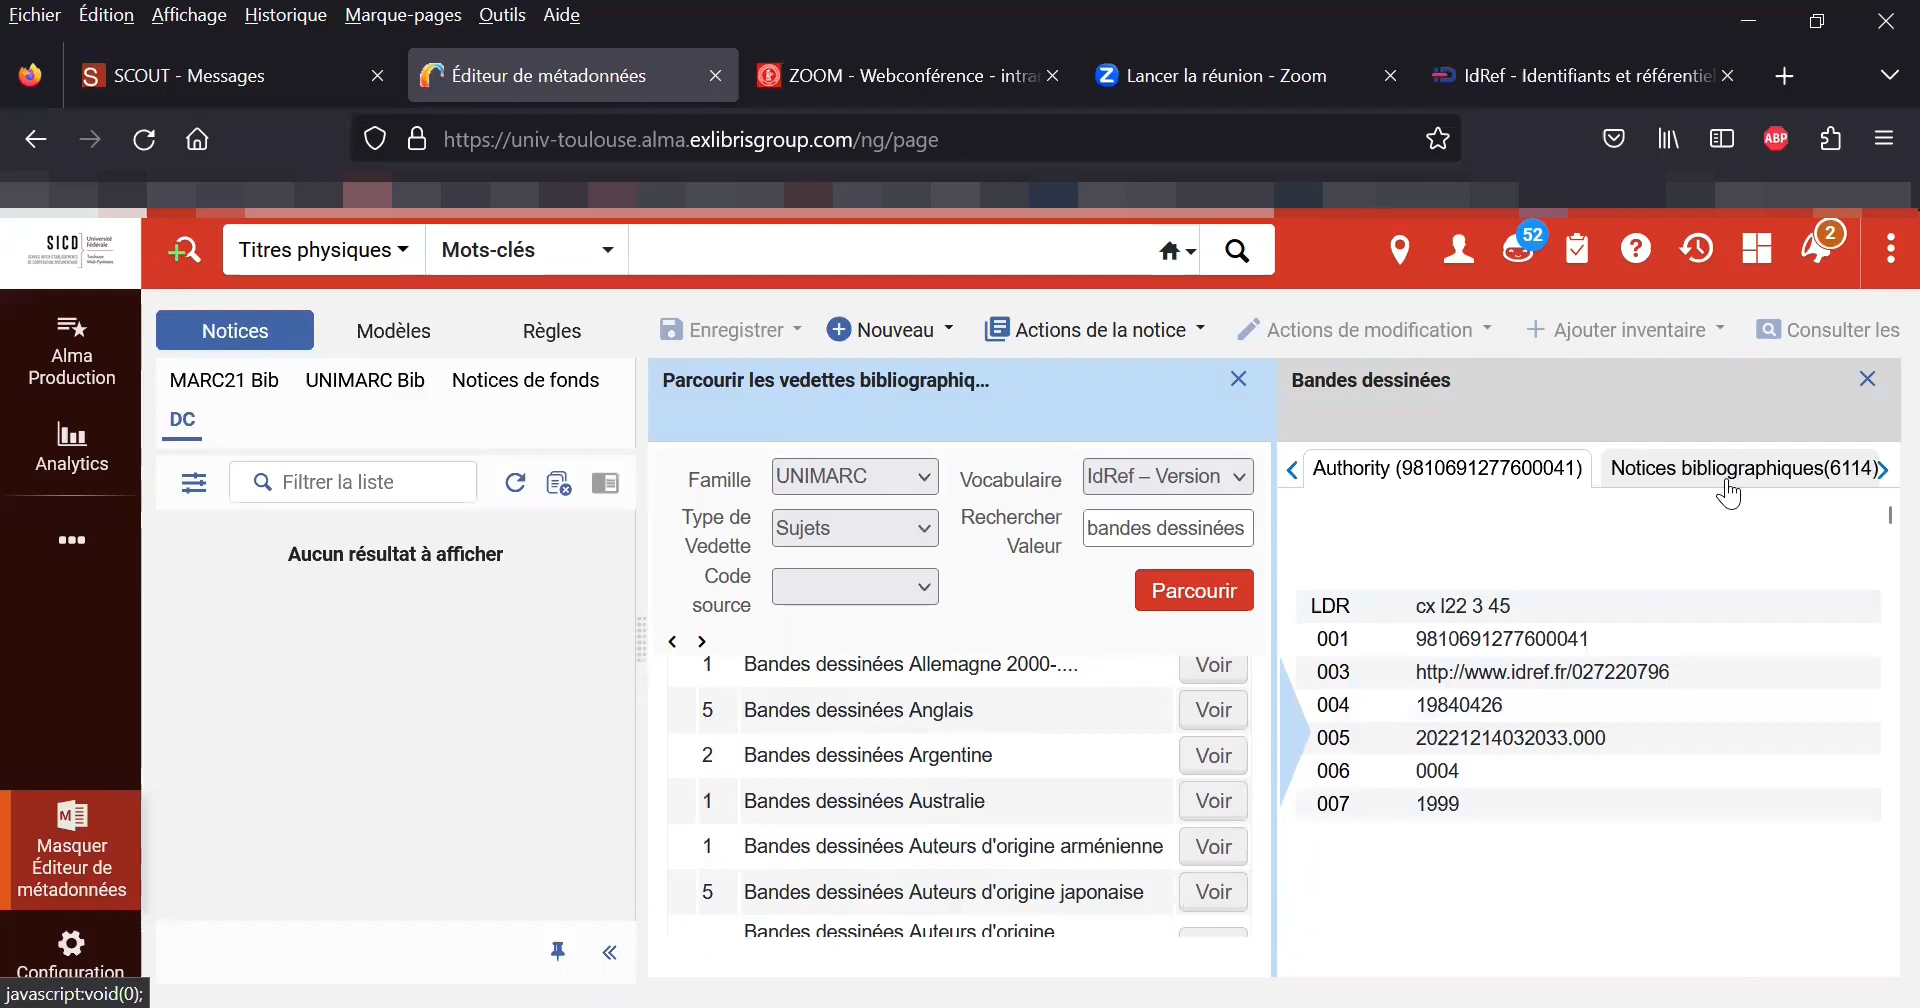 Fichier Édition Affichage Historique Marque-pages Outils Aide
SCOUT - Messages
Éditeur de métadonnées
ZOOM - Webconférence - intra
Lancer la réunion - Zoom
IdRef - Identifiants et référentiel
https://univ-toulouse.alma.exlibrisgroup.com/ng/page
ABP
SICD Université Fédérale
Titres physiques
Mots-clés
52
2
Alma
Production
Analytics
Masquer
Éditeur de
métadonnées
Configuration
javascript:void(0);
Notices Modèles Règles
MARC21 Bib UNIMARC Bib Notices de fonds
DC
Filtrer la liste
Aucun résultat à afficher
Enregistrer Nouveau Actions de la notice Actions de modification Ajouter inventaire Consulter les
Parcourir les vedettes bibliographiq...
Famille UNIMARC Vocabulaire IdRef – Version
Type de
Vedette
Sujets
Rechercher
Valeur
bandes dessinées
Code
source
Parcourir
1 Bandes dessinées Allemagne 2000-.... Voir
5 Bandes dessinées Anglais Voir
2 Bandes dessinées Argentine Voir
1 Bandes dessinées Australie Voir
1 Bandes dessinées Auteurs d'origine arménienne Voir
5 Bandes dessinées Auteurs d'origine japonaise Voir
Bandes dessinées Auteurs d'origine
Bandes dessinées
Authority (9810691277600041) Notices bibliographiques(6114)
LDR cx l22 3 45
001 9810691277600041
003 http://www.idref.fr/027220796
004 19840426
005 20221214032033.000
006 0004
007 1999